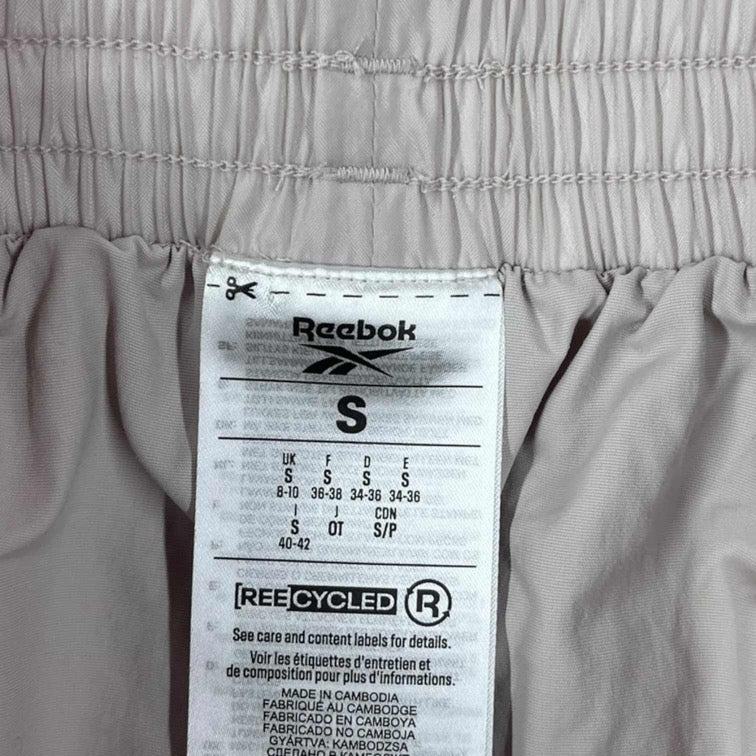 Reebok
S
UK F D E
S S S S
8-10 36-38 34-36 34-36
I J CDN
S OT S/P
40-42
[REECYCLED] R
See care and content labels for details.
Voir les étiquettes d'entretien et
de composition pour plus d'informations.
MADE IN CAMBODIA
FABRIQUÉ AU CAMBODGE
FABRICADO EN CAMBOYA
FABRICADO NO CAMBOJA
GYÁRTVA: KAMBODZSA
СДЕЛАНО В КАМБОДЖЕ